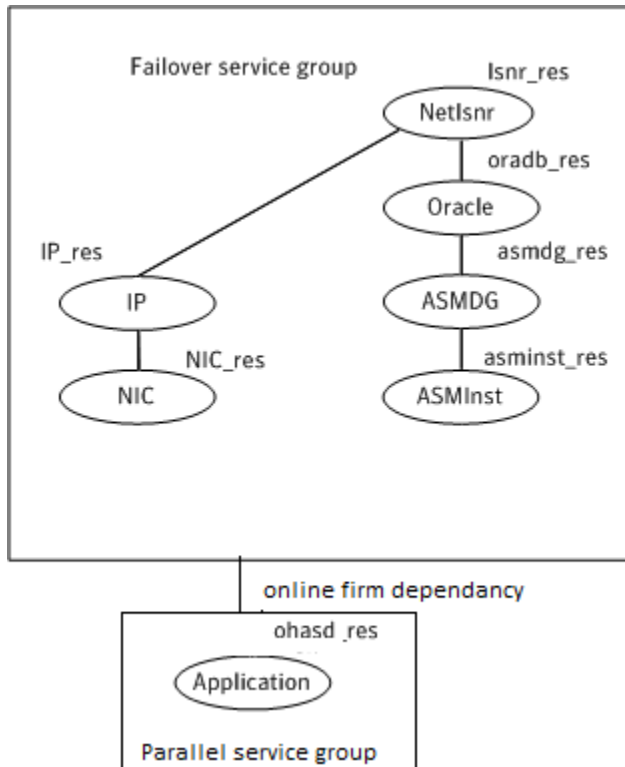 Failover service group
lsnr_res
Netlsnr
oradb_res
Oracle
asmdg_res
IP_res
IP
ASMDG
NIC_res
asminst_res
NIC
ASMInst
online firm dependancy
ohasd_res
Application
Parallel service group